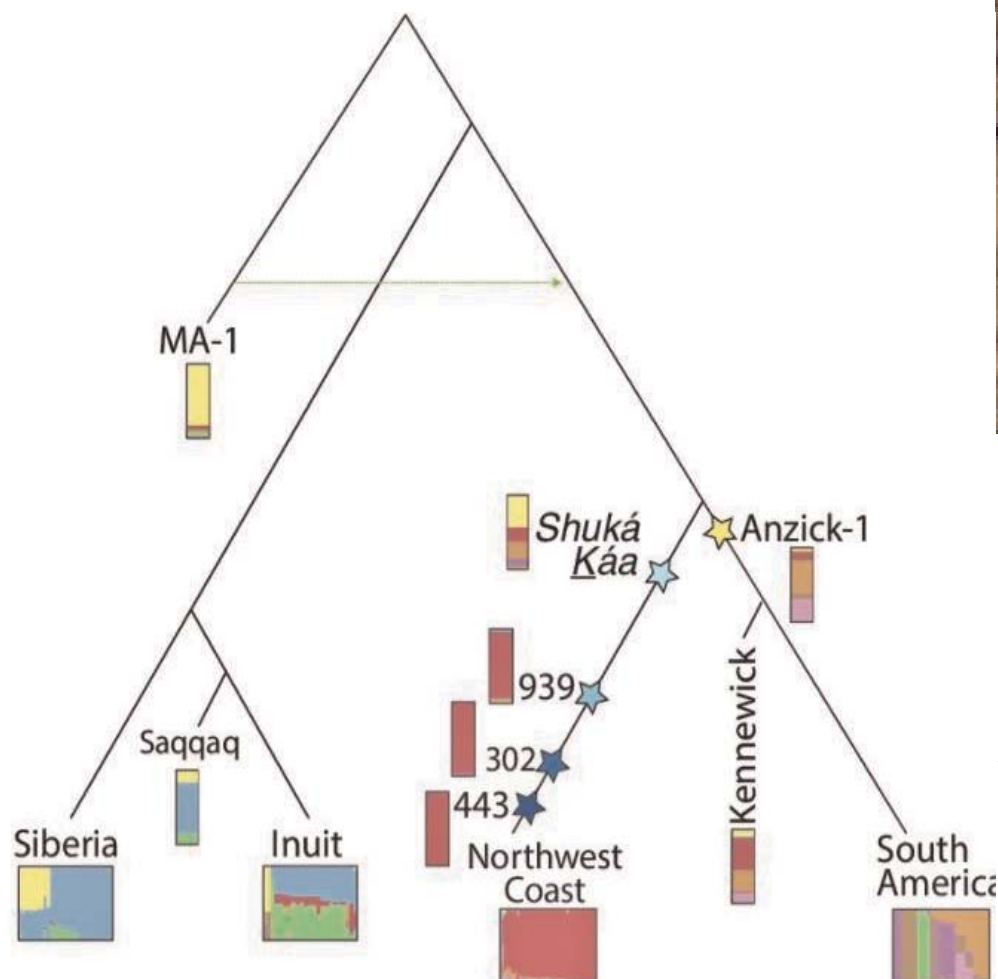 MA-1
Shuká
Káa
Anzick-1
939
302
443
Kennewick
Saqqaq
Siberia
Inuit
Northwest
Coast
South
America